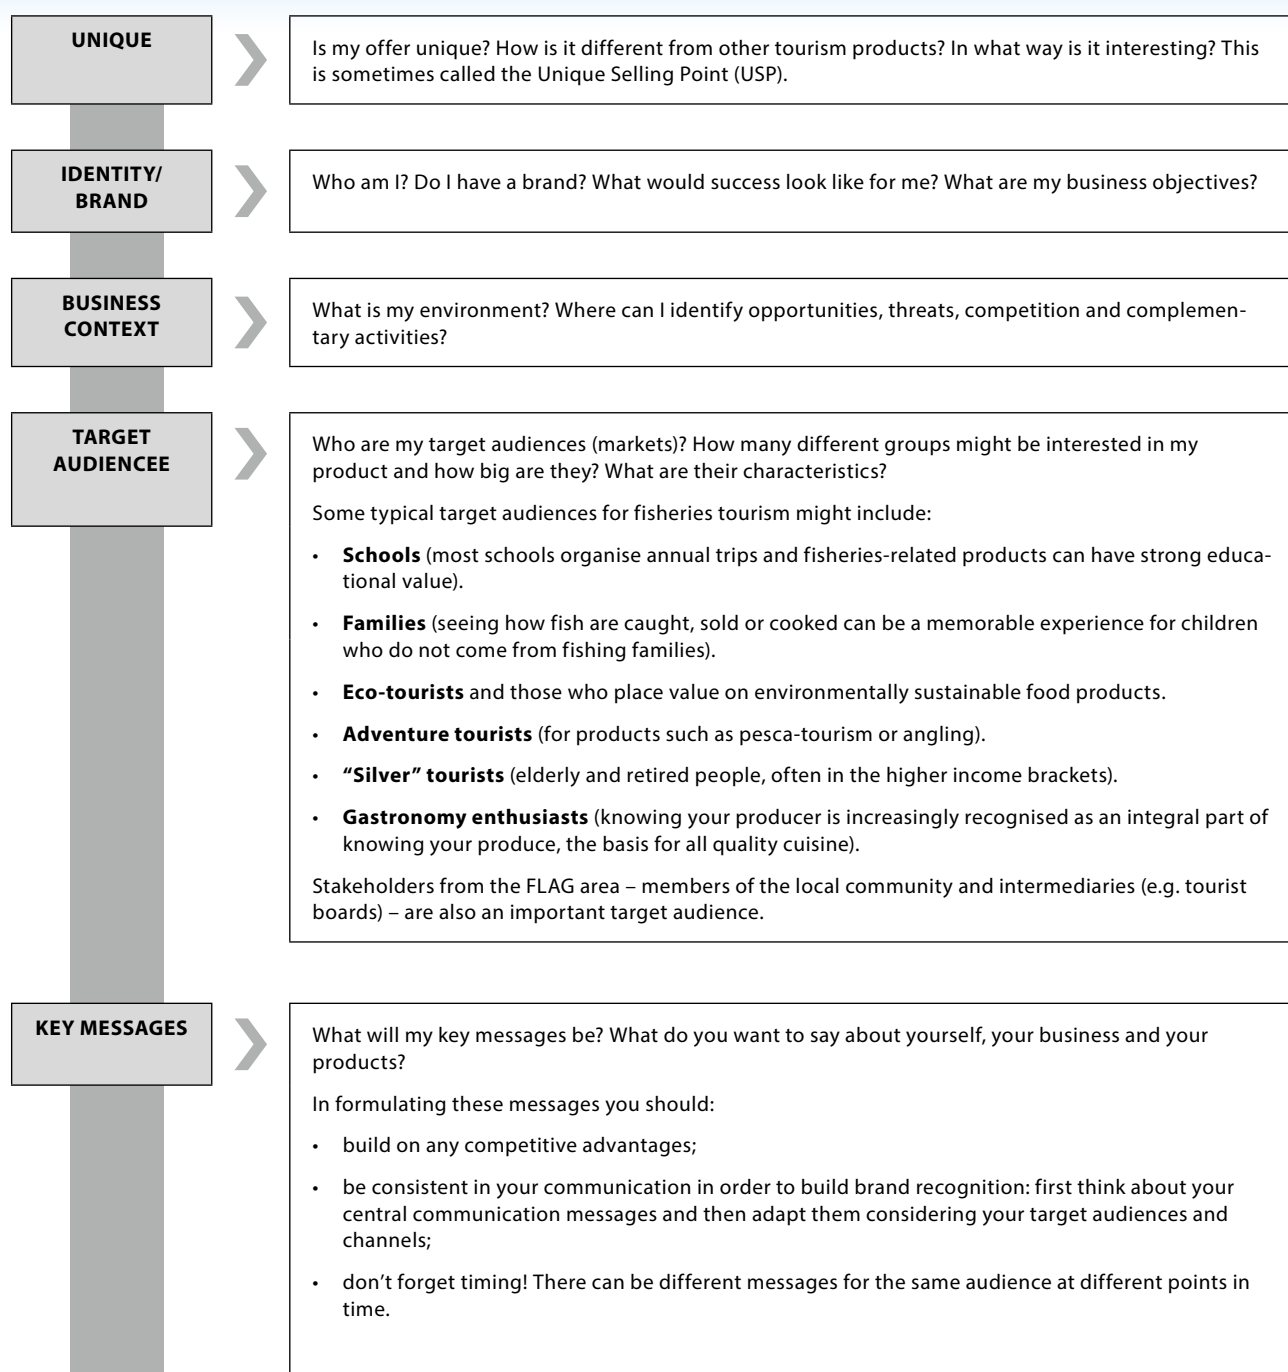 UNIQUE
Is my offer unique? How is it different from other tourism products? In what way is it interesting? This
is sometimes called the Unique Selling Point (USP).
IDENTITY/
BRAND
Who am I? Do I have a brand? What would success look like for me? What are my business objectives?
BUSINESS
CONTEXT
What is my environment? Where can I identify opportunities, threats, competition and complemen-
tary activities?
TARGET
AUDIENCEE
Who are my target audiences (markets)? How many different groups might be interested in my
product and how big are they? What are their characteristics?
Some typical target audiences for fisheries tourism might include:
• Schools (most schools organise annual trips and fisheries-related products can have strong educa-
tional value).
• Families (seeing how fish are caught, sold or cooked can be a memorable experience for children
who do not come from fishing families).
• Eco-tourists and those who place value on environmentally sustainable food products.
• Adventure tourists (for products such as pesca-tourism or angling).
• “Silver” tourists (elderly and retired people, often in the higher income brackets).
• Gastronomy enthusiasts (knowing your producer is increasingly recognised as an integral part of
knowing your produce, the basis for all quality cuisine).
Stakeholders from the FLAG area – members of the local community and intermediaries (e.g. tourist
boards) – are also an important target audience.
KEY MESSAGES
What will my key messages be? What do you want to say about yourself, your business and your
products?
In formulating these messages you should:
• build on any competitive advantages;
• be consistent in your communication in order to build brand recognition: first think about your
central communication messages and then adapt them considering your target audiences and
channels;
• don’t forget timing! There can be different messages for the same audience at different points in
time.